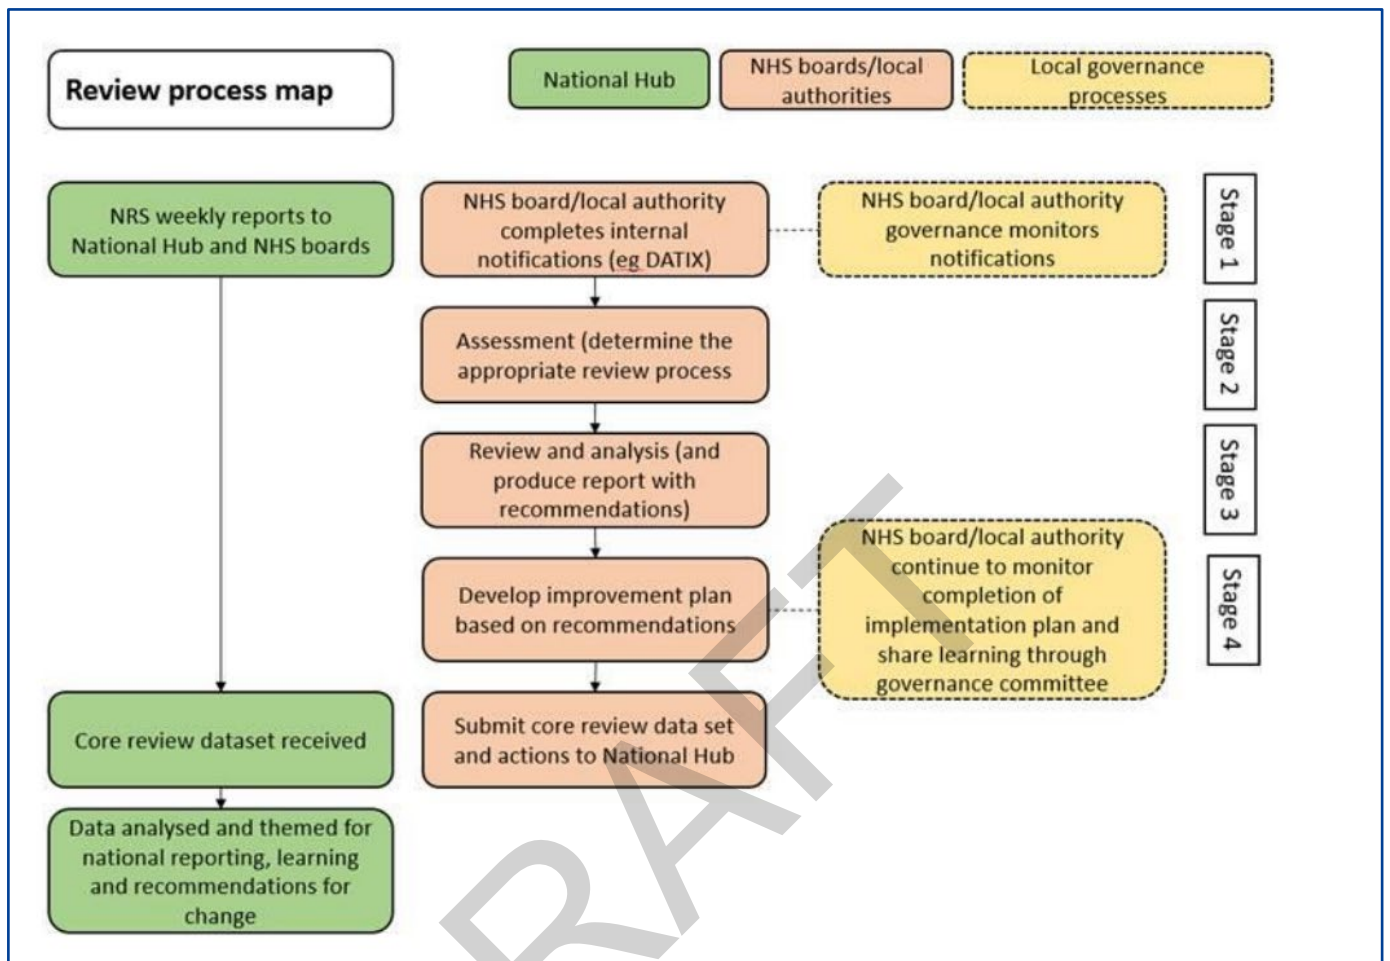 Review process map
National Hub
NHS boards/local
authorities
Local governance
processes
NRS weekly reports to
National Hub and NHS boards
NHS board/local authority
completes internal
notifications (eg DATIX)
NHS board/local authority
governance monitors
notifications
Stage 1
Assessment (determine the
appropriate review process
Stage 2
Review and analysis (and
produce report with
recommendations)
Stage 3
Develop improvement plan
based on recommendations
NHS board/local authority
continue to monitor
completion of
implementation plan and
share learning through
governance committee
Stage 4
Core review dataset received
Submit core review data set
and actions to National Hub
Data analysed and themed for
national reporting, learning
and recommendations for
change
RAFT